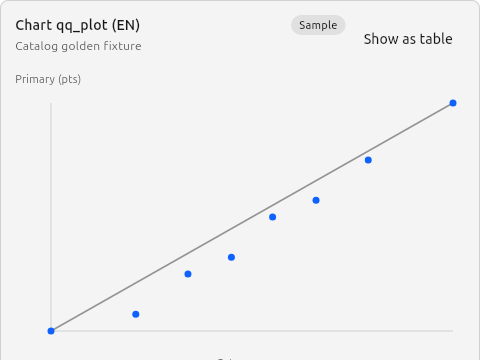 Chart qq_plot (EN)
Sample
Show as table
Catalog golden fixture
Primary (pts)